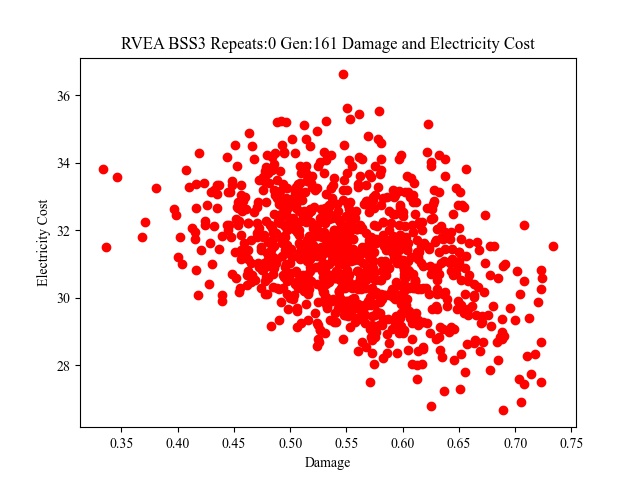 RVEA BSS3 Repeats:0 Gen:161 Damage and Electricity Cost
Electricity Cost
36
34
32
30
28
0.35 0.40 0.45 0.50 0.55 0.60 0.65 0.70 0.75
Damage